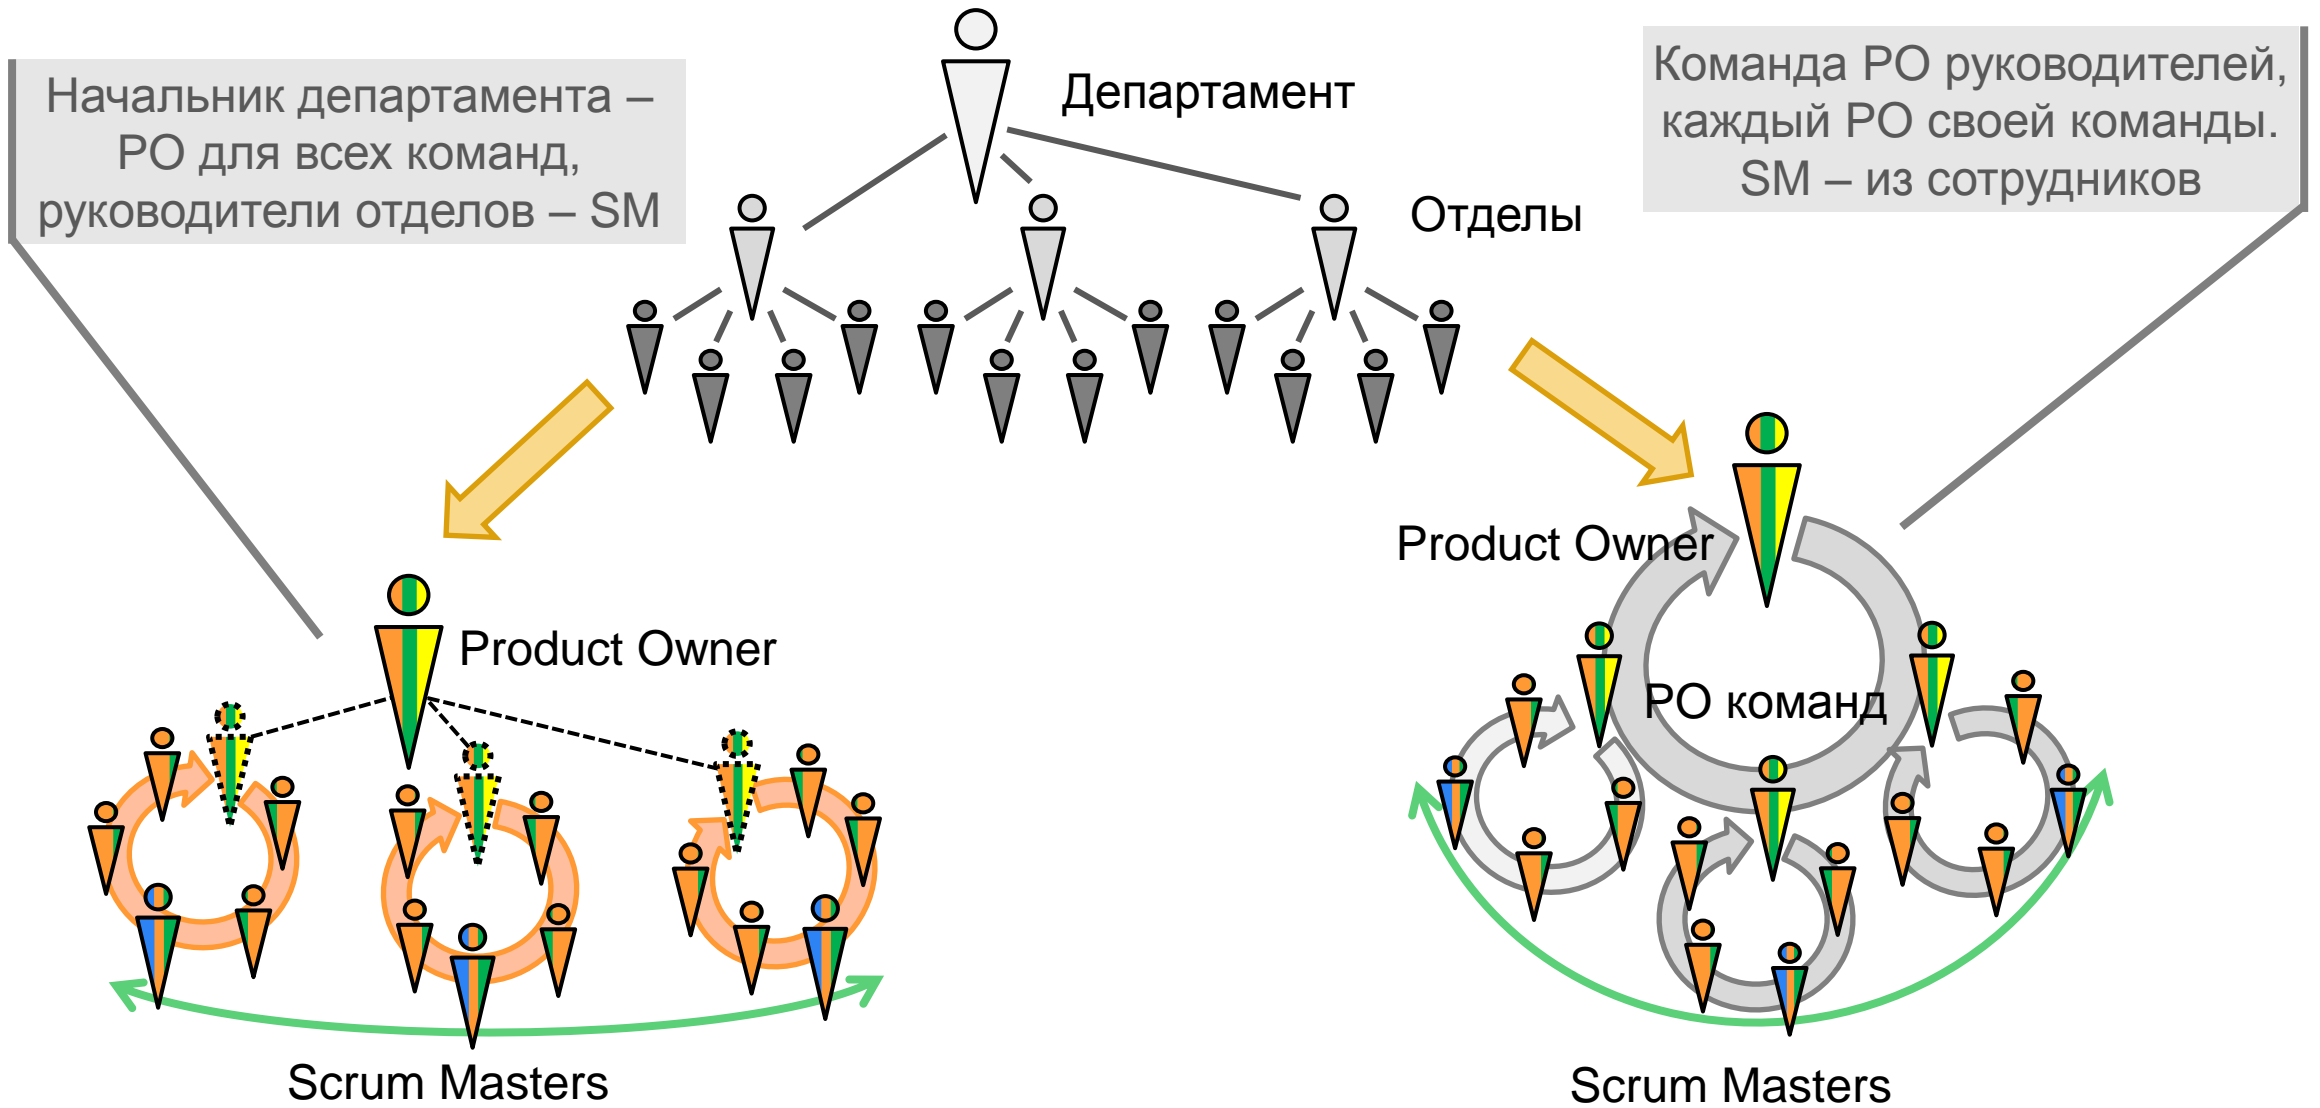 Начальник департамента –
PO для всех команд,
руководители отделов – SM
Департамент
Команда PO руководителей,
каждый PO своей команды.
SM – из сотрудников
Отделы
Product Owner
PO команд
Scrum Masters
Product Owner
Scrum Masters